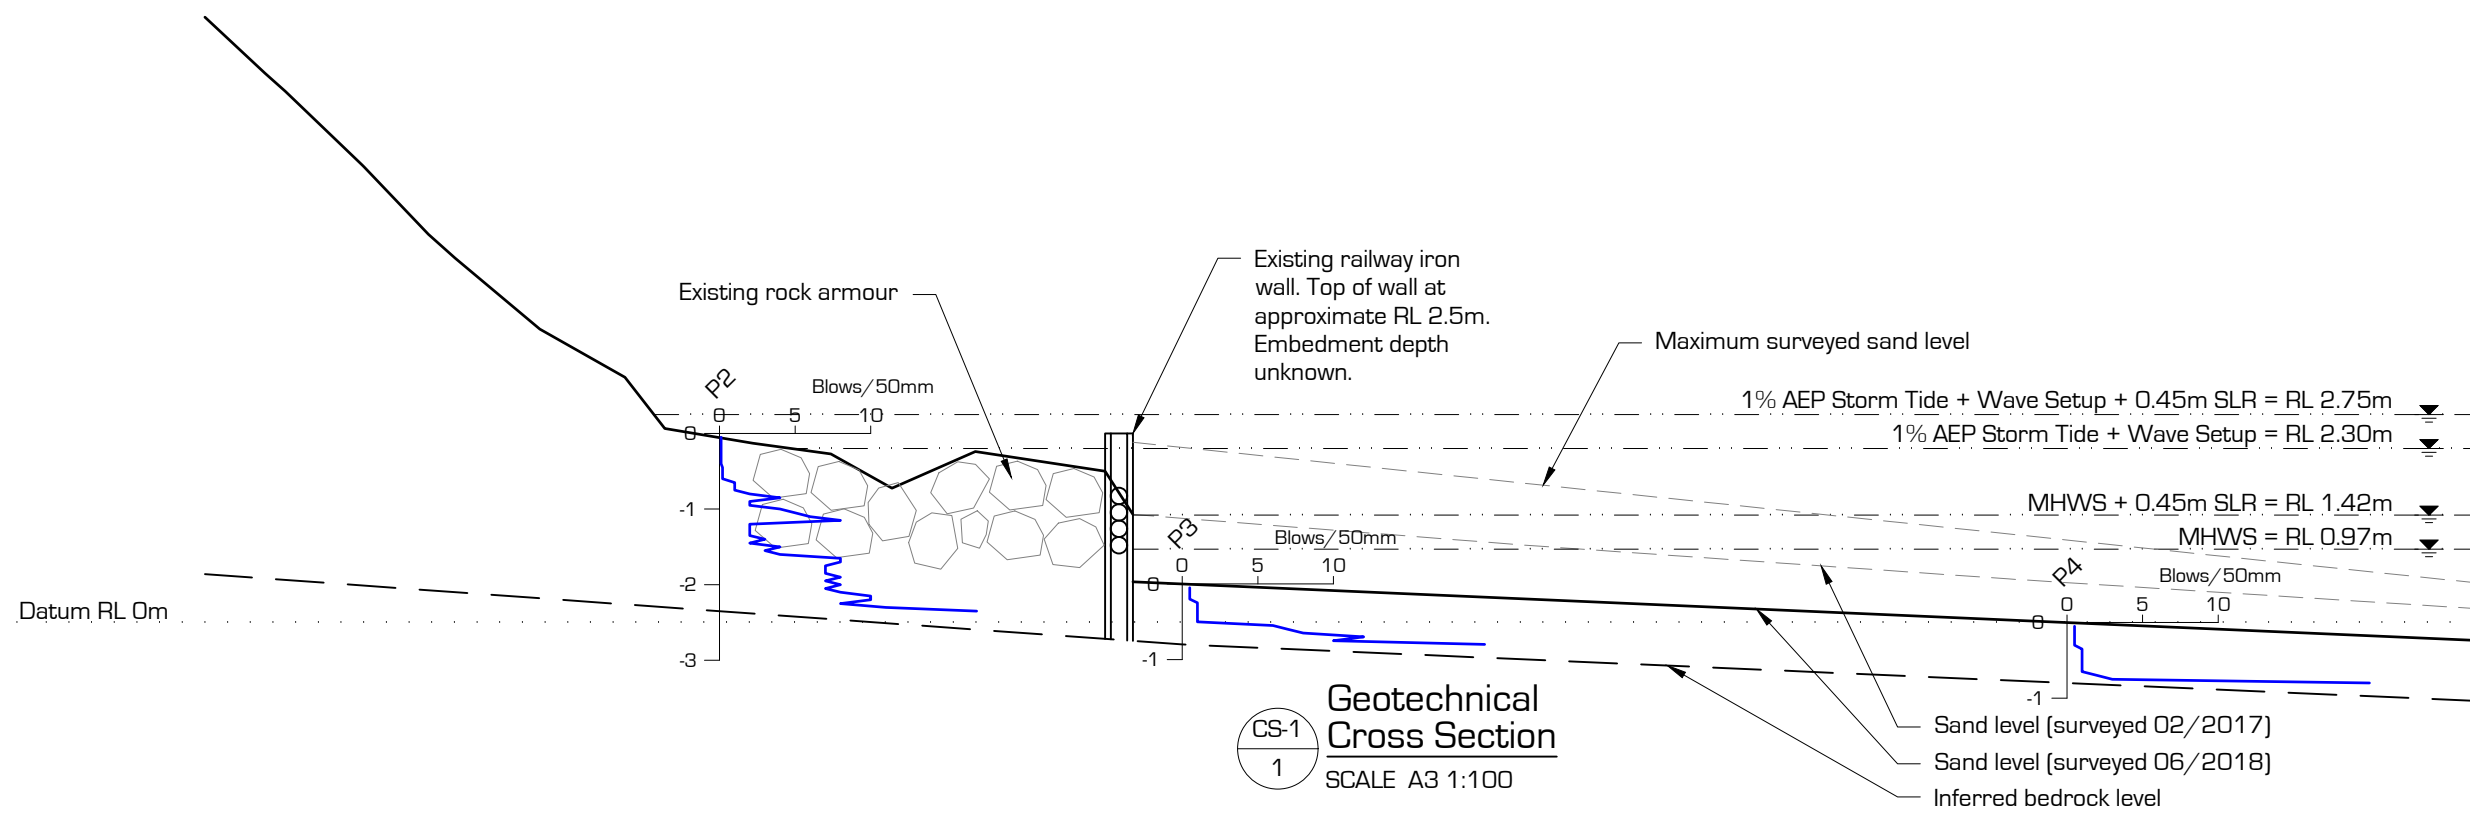 Existing railway iron
wall. Top of wall at
approximate RL 2.5m.
Embedment depth
unknown.
Existing rock armour
Maximum surveyed sand level
P2
Blows/50mm
0 5 10
0
-1
-2
-3
1% AEP Storm Tide + Wave Setup + 0.45m SLR = RL 2.75m
1% AEP Storm Tide + Wave Setup = RL 2.30m
MHWS + 0.45m SLR = RL 1.42m
MHWS = RL 0.97m
P3
Blows/50mm
0 5 10
0
-1
P4
Blows/50mm
0 5 10
0
-1
Datum RL 0m
CS-1
1
Geotechnical
Cross Section
SCALE A3 1:100
Sand level (surveyed 02/2017)
Sand level (surveyed 06/2018)
Inferred bedrock level